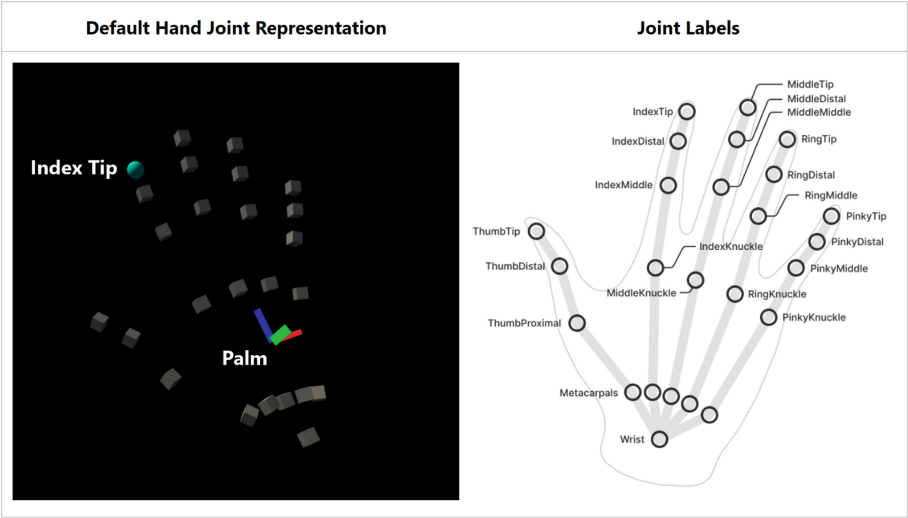 Default Hand Joint Representation
Joint Labels
Index Tip
Palm
MiddleTip
MiddleDistal
MiddleMiddle
IndexTip
IndexDistal
RingTip
RingDistal
IndexMiddle
RingMiddle
PinkyTip
ThumbTip
PinkyDistal
IndexKnuckle
ThumbDistal
PinkyMiddle
MiddleKnuckle
RingKnuckle
ThumbProximal
PinkyKnuckle
Metacarpals
Wrist